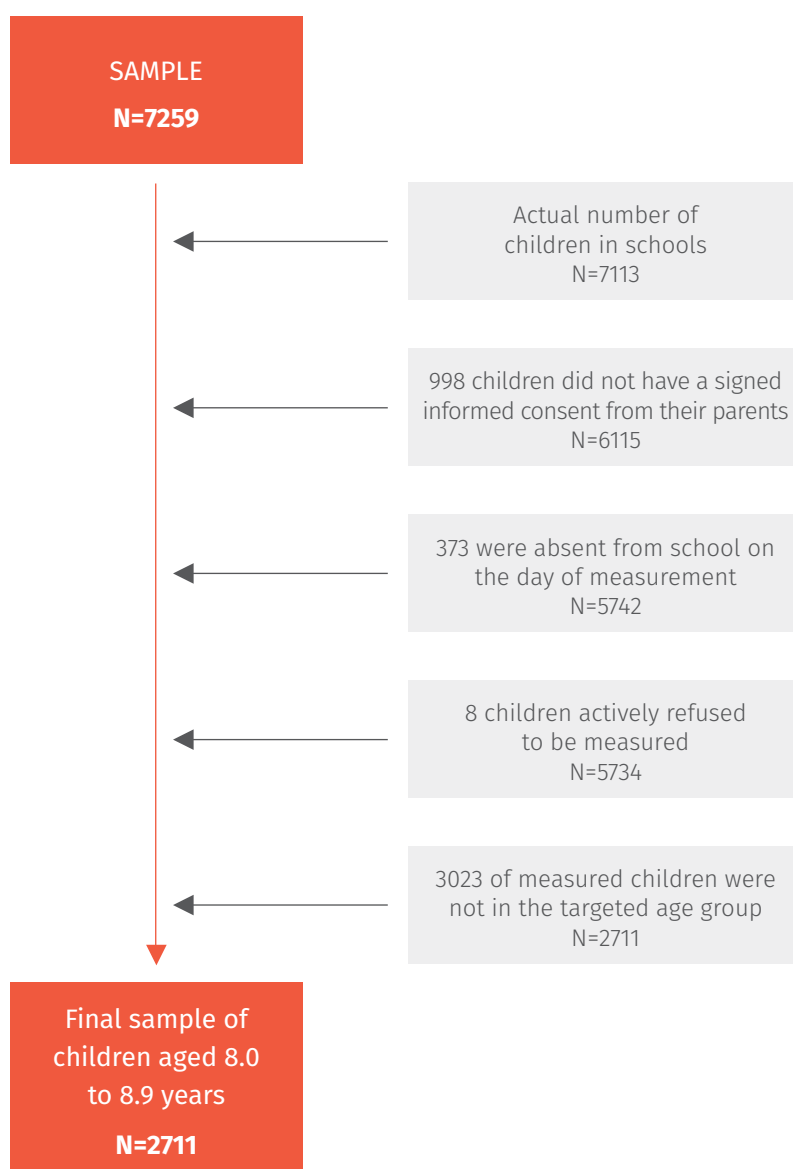 SAMPLE
N=7259
Actual number of
children in schools
N=7113
998 children did not have a signed
informed consent from their parents
N=6115
373 were absent from school on
the day of measurement
N=5742
8 children actively refused
to be measured
N=5734
3023 of measured children were
not in the targeted age group
N=2711
Final sample of
children aged 8.0
to 8.9 years
N=2711